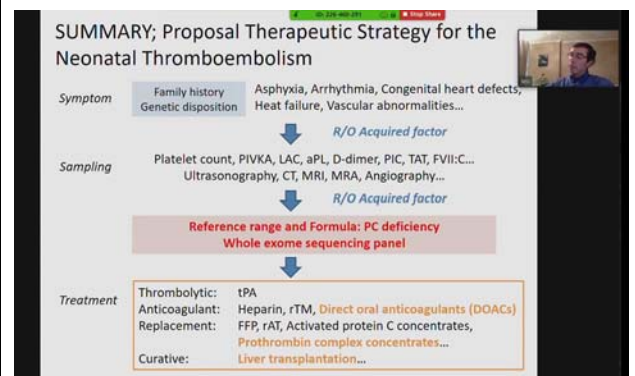 Stop Share
SUMMARY; Proposal Therapeutic Strategy for the
Neonatal Thromboembolism
Symptom
Family history
Genetic disposition
Asphyxia, Arrhythmia, Congenital heart defects,
Heat failure, Vascular abnormalities...
R/O Acquired factor
Sampling
Platelet count, PIVKA, LAC, aPL, D-dimer, PIC, TAT, FVII:C...
Ultrasonography, CT, MRI, MRA, Angiography...
R/O Acquired factor
Reference range and Formula: PC deficiency
Whole exome sequencing panel
Treatment
Thrombolytic: tPA
Anticoagulant: Heparin, rTM, Direct oral anticoagulants (DOACs)
Replacement: FFP, rAT, Activated protein C concentrates,
Prothrombin complex concentrates...
Curative: Liver transplantation...